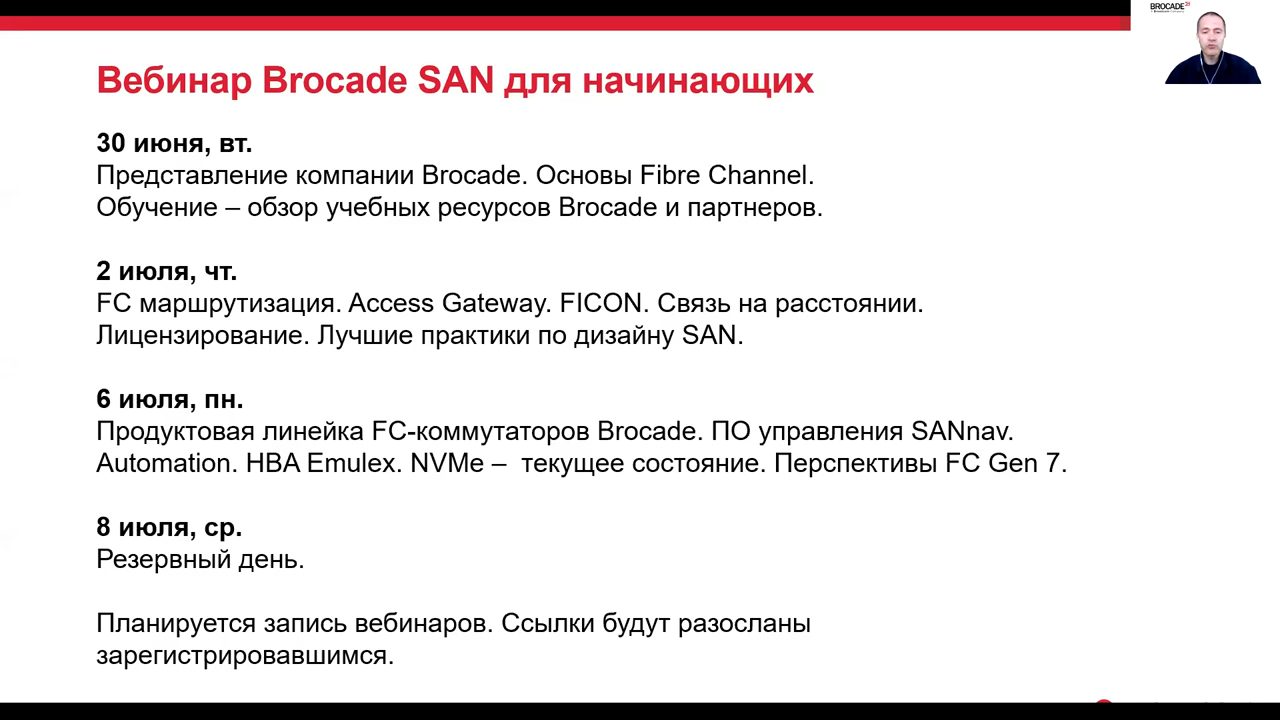 BROCADE
Вебинар Brocade SAN для начинающих
30 июня, вт.
Представление компании Brocade. Основы Fibre Channel.
Обучение – обзор учебных ресурсов Brocade и партнеров.
2 июля, чт.
FC маршрутизация. Access Gateway. FICON. Связь на расстоянии.
Лицензирование. Лучшие практики по дизайну SAN.
6 июля, пн.
Продуктовая линейка FC-коммутаторов Brocade. ПО управления SANnav.
Automation. HBA Emulex. NVMe –  текущее состояние. Перспективы FC Gen 7.
8 июля, ср.
Резервный день.
Планируется запись вебинаров. Ссылки будут разосланы
зарегистрировавшимся.